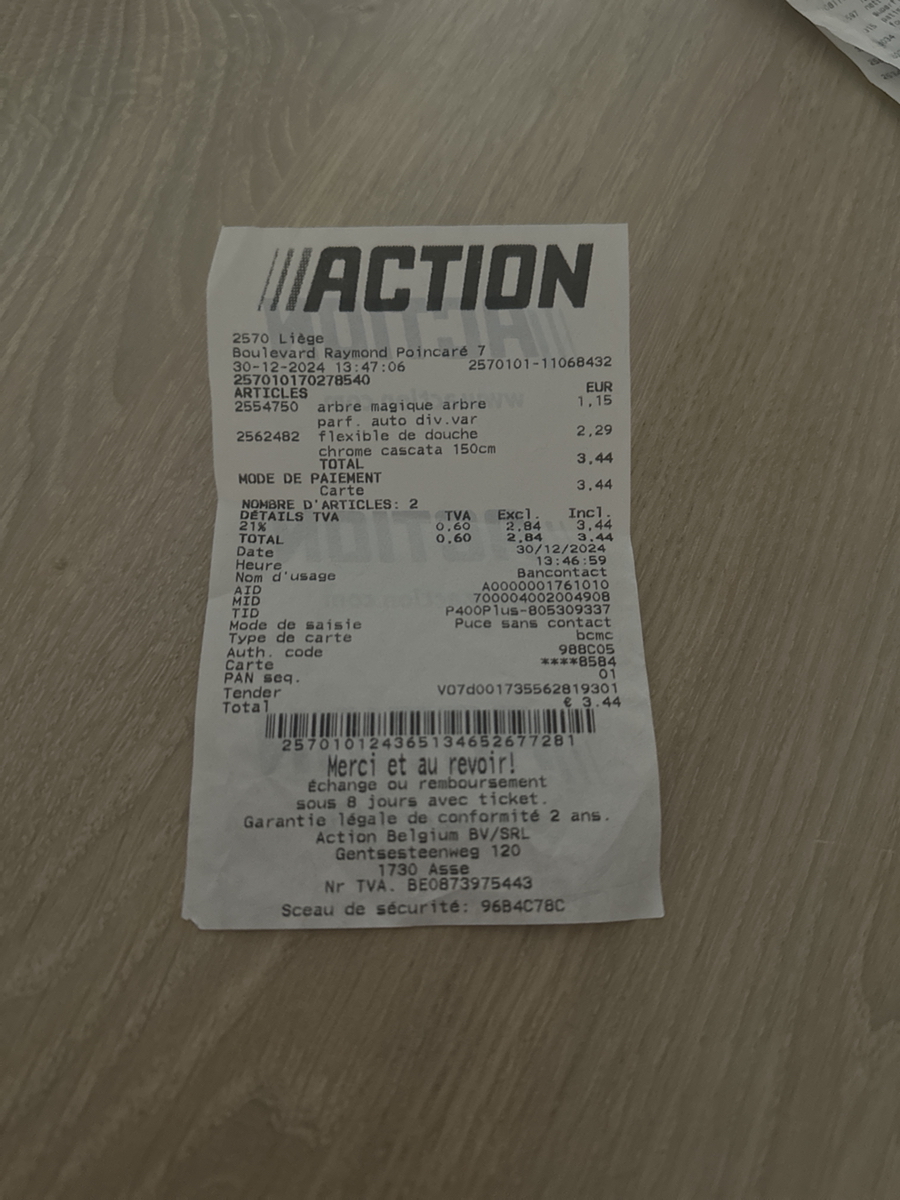 ACTION
2570 Liège
Boulevard Raymond Poincaré 7
30-12-2024 13:47:06 2570101-11068432
257010170278540
ARTICLES EUR
2554750 arbre magique arbre 1,15
parf. auto div.var
2562482 flexible de douche 2,29
chrome cascata 150cm
TOTAL 3,44
MODE DE PAIEMENT
Carte 3,44
NOMBRE D'ARTICLES: 2
DÉTAILS TVA TVA Excl. Incl.
21% 0,60 2,84 3,44
TOTAL 0,60 2,84 3,44
Date 30/12/2024
Heure 13:46:59
Nom d'usage Bancontact
AID A0000001761010
MID 700004002004908
TID P400Plus-805309337
Mode de saisie Puce sans contact
Type de carte bcmc
Auth. code 988C05
Carte ****8584
PAN seq. 01
Tender V07d001735562819301
Total € 3.44
257010124365134652677281
Merci et au revoir!
Échange ou remboursement
sous 8 jours avec ticket.
Garantie légale de conformité 2 ans.
Action Belgium BV/SRL
Gentsesteenweg 120
1730 Asse
Nr TVA. BE0873975443
Sceau de sécurité: 96B4C78C